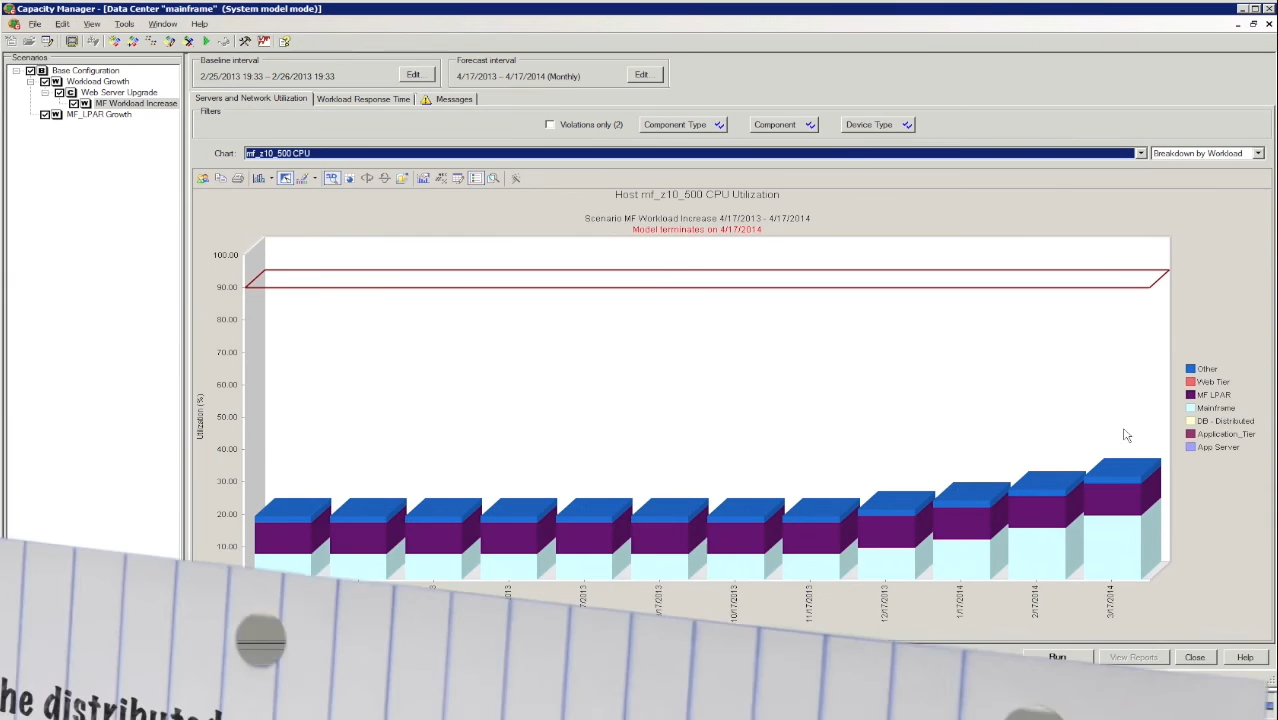 Capacity Manager - [Data Center "mainframe" (System model mode)]
File Edit View Tools Window Help
Scenarios
Base Configuration
Workload Growth
Web Server Upgrade
MF Workload Increase
MF_LPAR Growth
Baseline interval
2/25/2013 19:33 – 2/26/2013 19:33
Edit...
Forecast interval
4/17/2013 – 4/17/2014 (Monthly)
Edit...
Servers and Network Utilization Workload Response Time Messages
Filters
Violations only (2) Component Type Component Device Type
Chart: mf_z10_500 CPU Breakdown by Workload
Host mf_z10_500 CPU Utilization
Scenario MF Workload Increase 4/17/2013 - 4/17/2014
Model terminates on 4/17/2014
Utilization (%)
100.00
90.00
80.00
70.00
60.00
50.00
40.00
30.00
20.00
10.00
Other
Web Tier
MF LPAR
Mainframe
DB - Distributed
Application_Tier
App Server
10/17/2013
11/17/2013
12/17/2013
1/17/2014
2/17/2014
3/17/2014
Run View Reports Close Help
he distributed